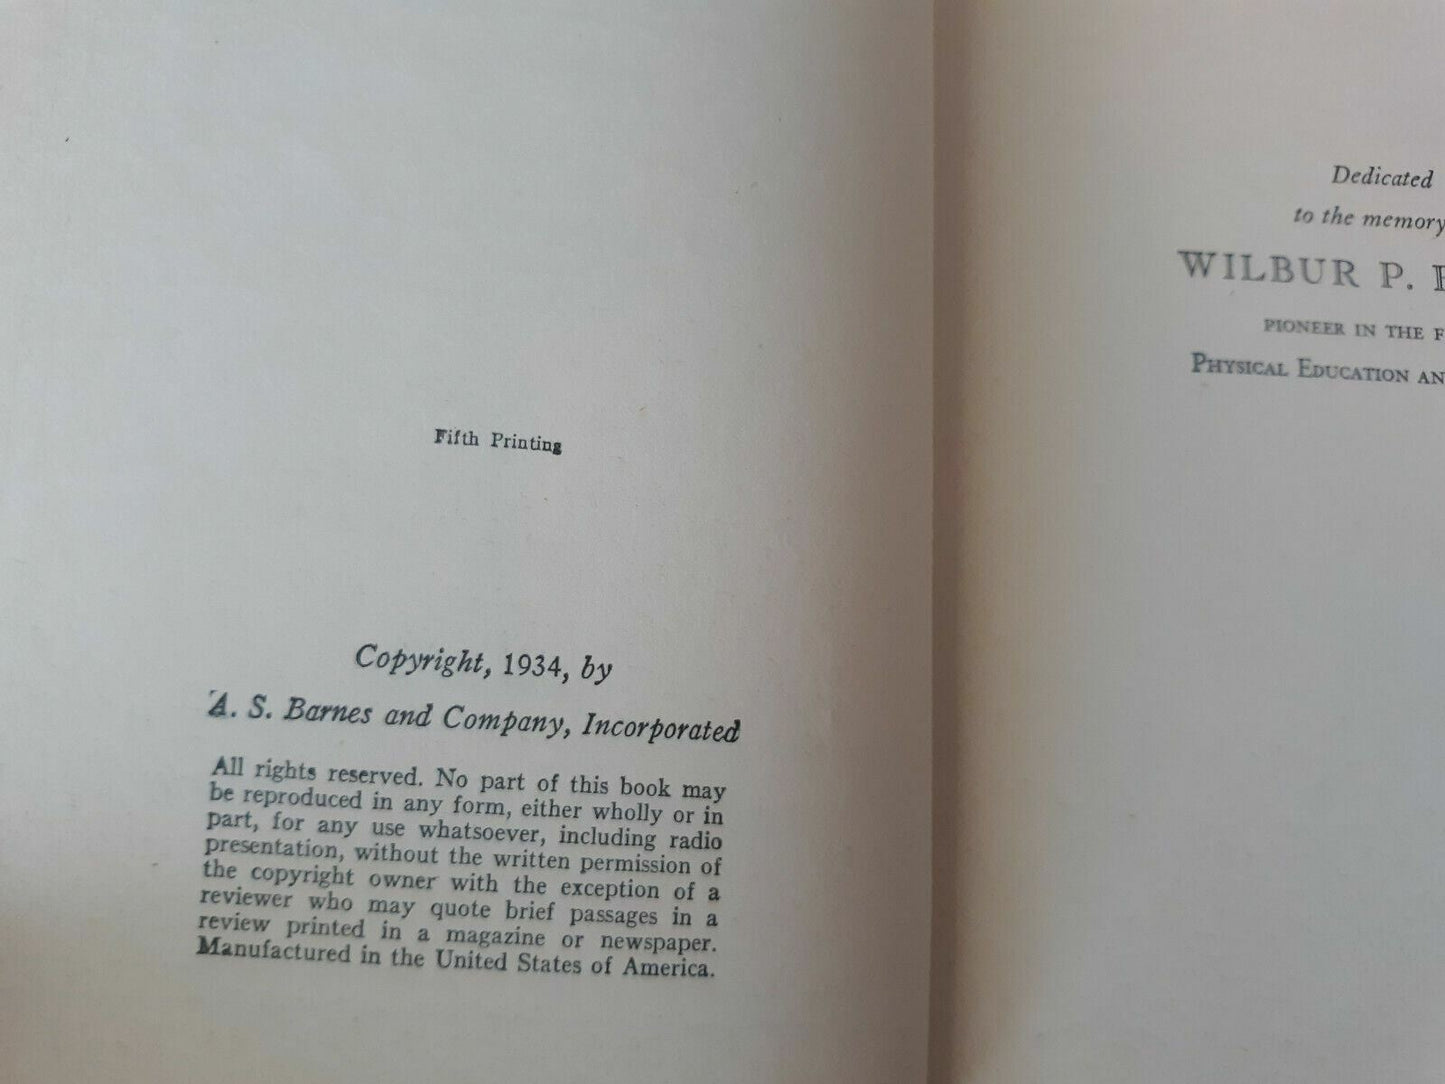 Fifth Printing
Copyright, 1934, by
A. S. Barnes and Company, Incorporated
All rights reserved. No part of this book may
be reproduced in any form, either wholly or in
part, for any use whatsoever, including radio
presentation, without the written permission of
the copyright owner with the exception of a
reviewer who may quote brief passages in a
review printed in a magazine or newspaper.
Manufactured in the United States of America.
Dedicated
to the memory
WILBUR P.
PIONEER IN THE
PHYSICAL EDUCATION